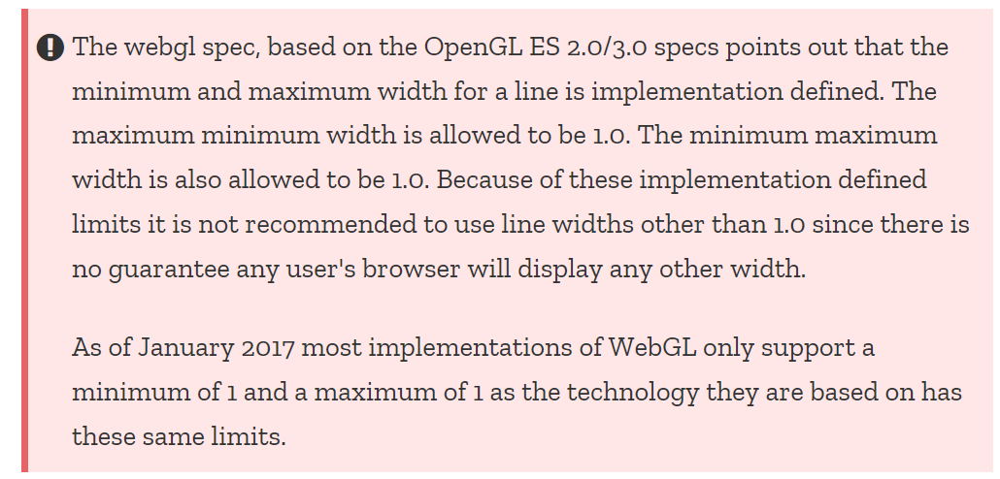 The webgl spec, based on the OpenGL ES 2.0/3.0 specs points out that the
minimum and maximum width for a line is implementation defined. The
maximum minimum width is allowed to be 1.0. The minimum maximum
width is also allowed to be 1.0. Because of these implementation defined
limits it is not recommended to use line widths other than 1.0 since there is
no guarantee any user's browser will display any other width.
As of January 2017 most implementations of WebGL only support a
minimum of 1 and a maximum of 1 as the technology they are based on has
these same limits.